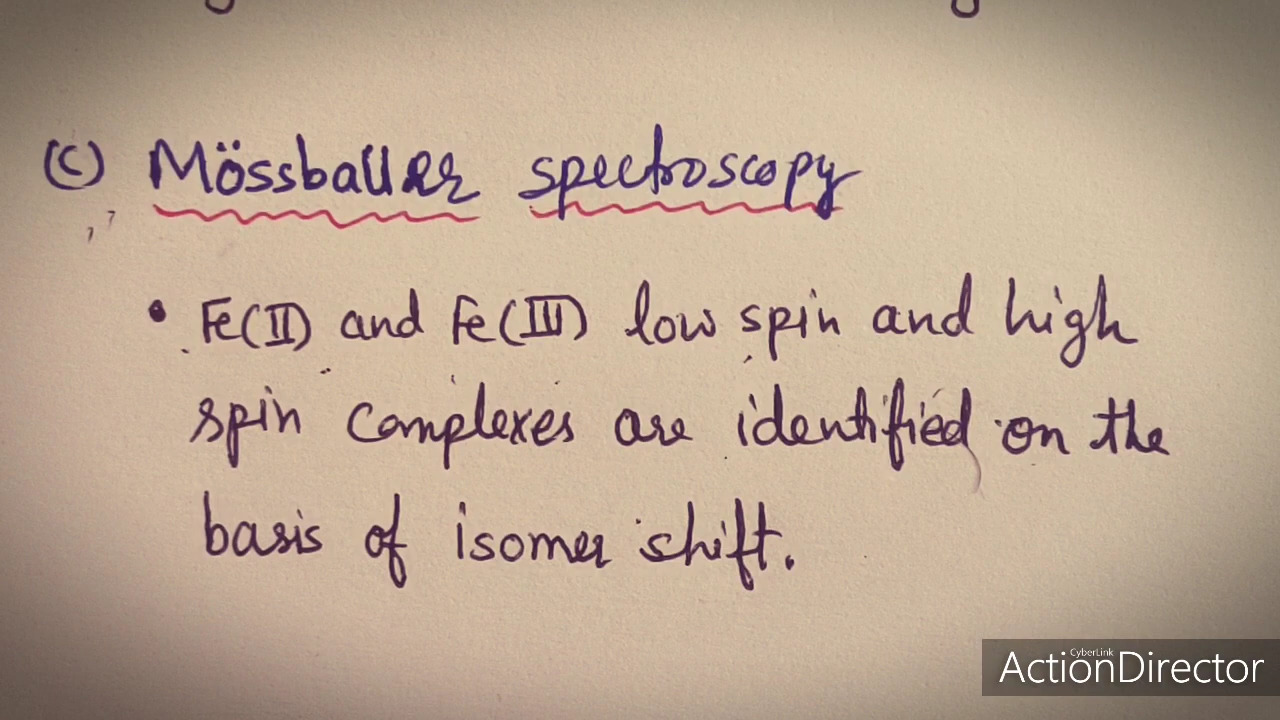 (C) Mössbauer spectroscopy
• Fe(II) and Fe(III) low spin and high
spin complexes are identified on the
basis of isomer shift.
CyberLink
ActionDirector